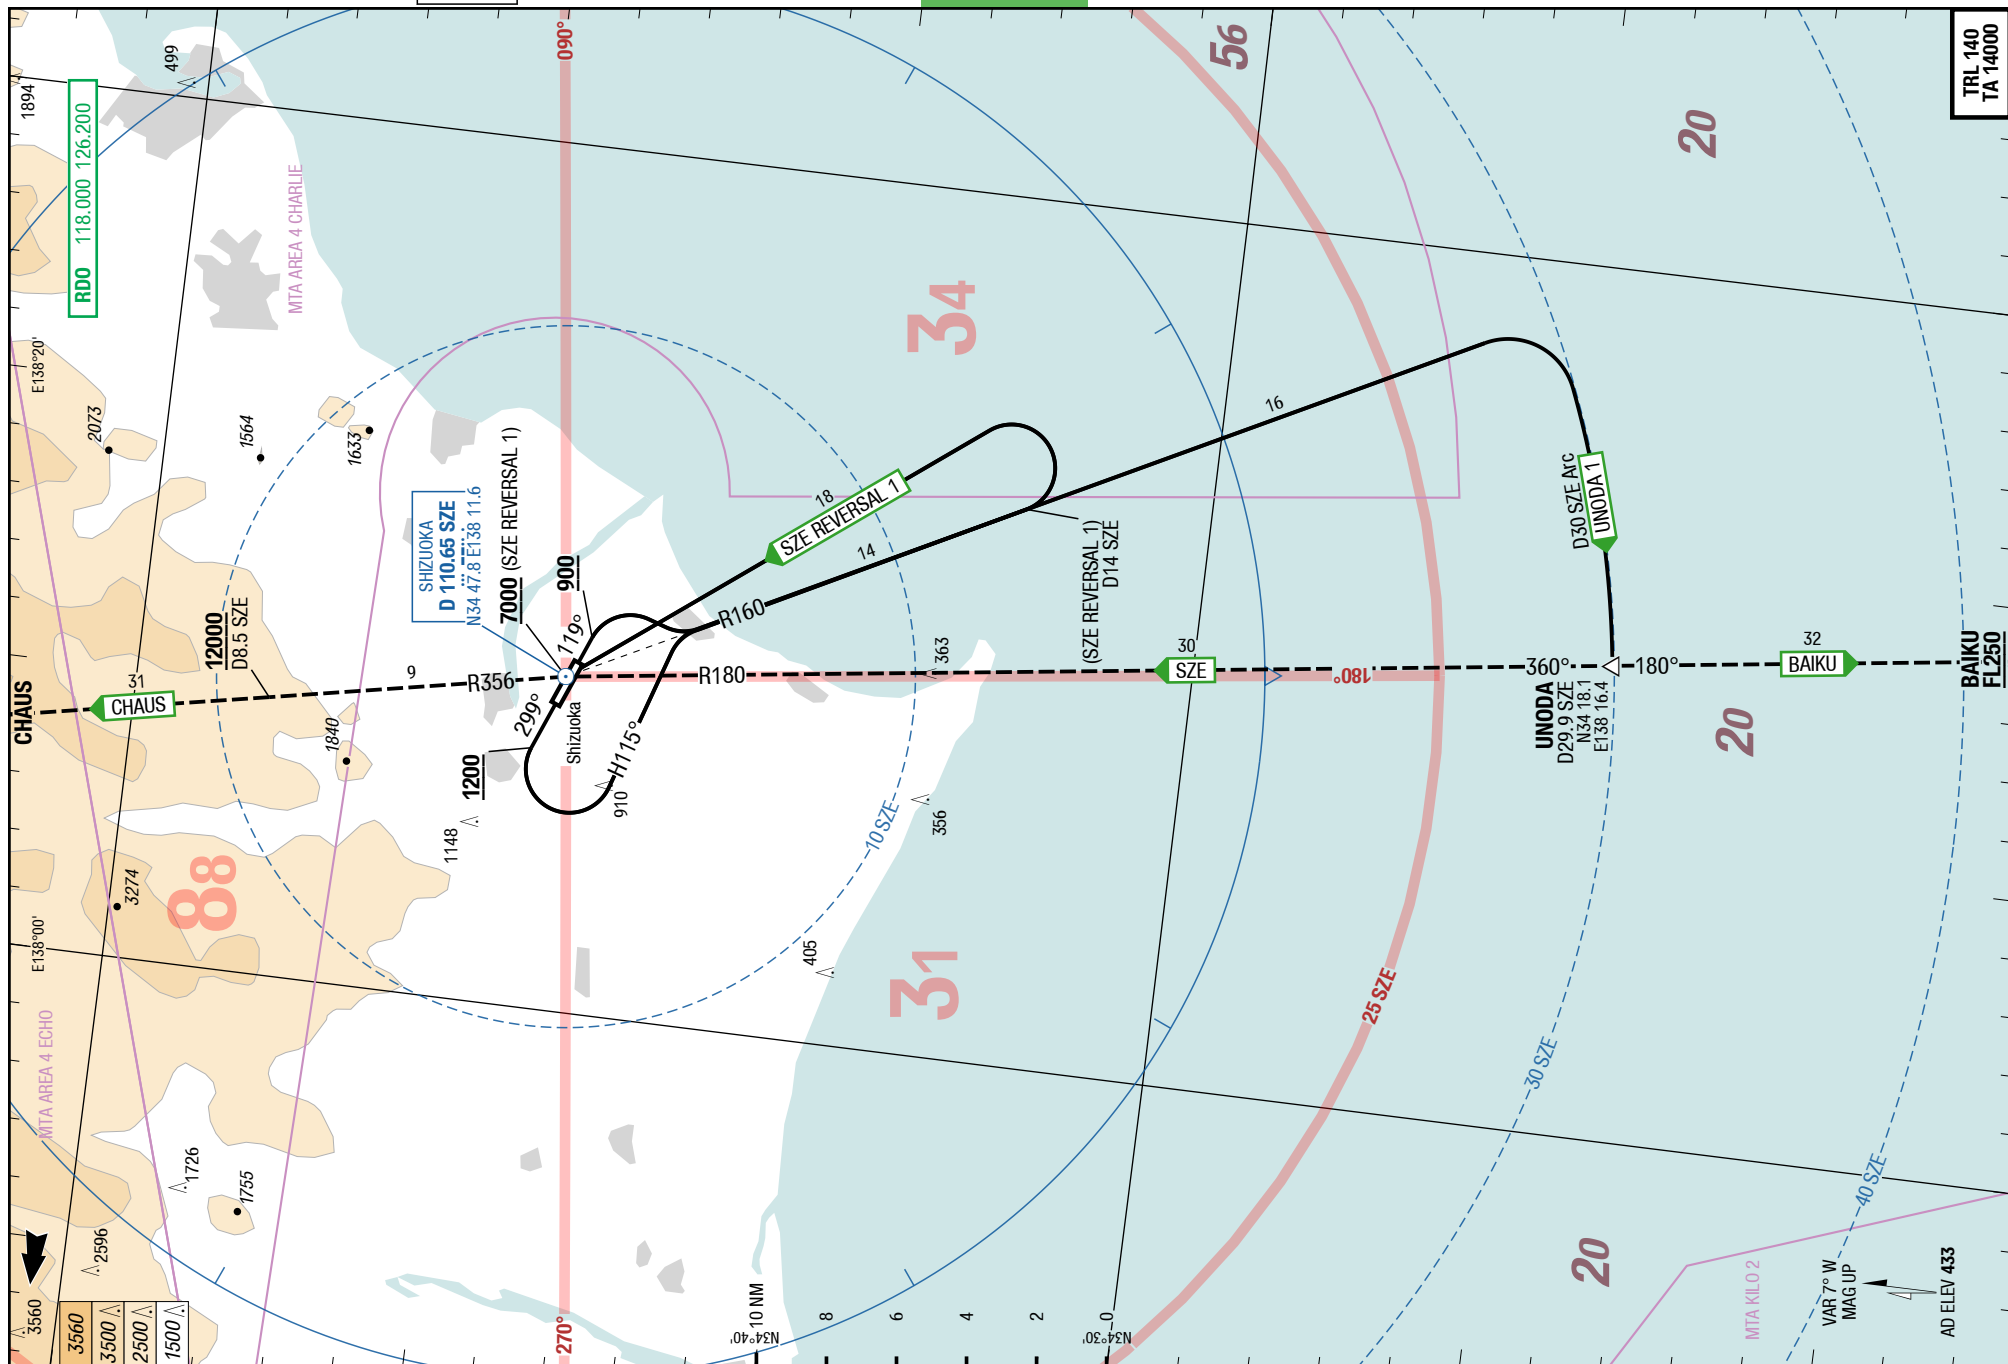 TRL 140
TA 14000
RDO 118.000 126.200
1894
499
090°
56
20
MTA AREA 4 CHARLIE
E138°20'
2073
1564
1633
34
16
18
SZE REVERSAL 1
14
SHIZUOKA
D 110.65 SZE
N34 47.8 E138 11.6
7000 (SZE REVERSAL 1)
900
119°
R160
D30 SZE Arc
UNODA 1
(SZE REVERSAL 1)
D14 SZE
12000
D8.5 SZE
CHAUS
31
CHAUS
9
R356
299°
Shizuoka
R180
363
30
SZE
180°
360°
180°
32
BAIKU
BAIKU
FL250
UNODA
D29.9 SZE
N34 18.1
E138 16.4
1840
1200
H115°
910
1148
356
10 SZE
3274
88
E138°00'
405
31
25 SZE
20
MTA AREA 4 ECHO
30 SZE
40 SZE
1726
1755
2596
3560
3560
3500
2500
1500
270°
10 NM
8
6
4
2
0
N34°40'
N34°30'
20
MTA KILO 2
VAR 7° W
MAG UP
AD ELEV 433